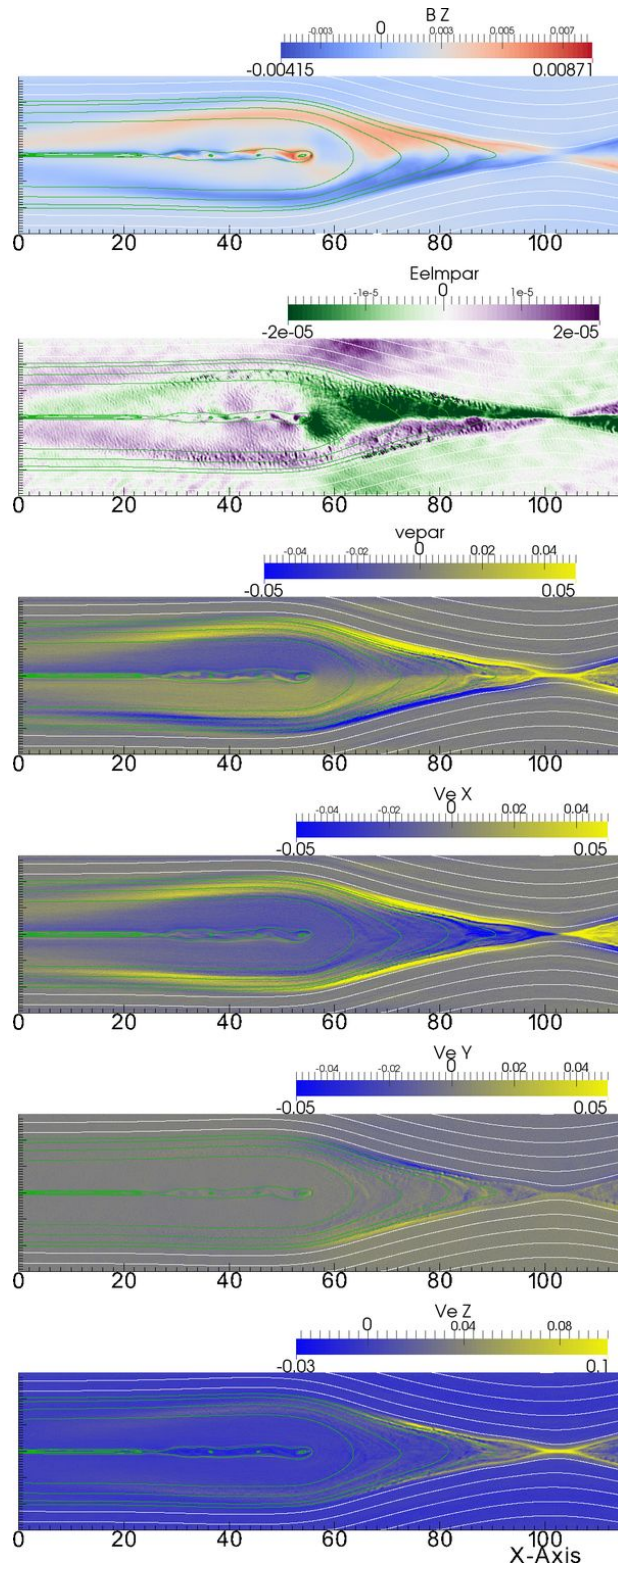 B Z
-0.003 0 0.003 0.005 0.007
-0.00415 0.00871
0 20 40 60 80 100
Eelmpar
-1e-5 0 1e-5
-2e-05 2e-05
0 20 40 60 80 100
vepar
-0.04 -0.02 0 0.02 0.04
-0.05 0.05
0 20 40 60 80 100
Ve X
-0.04 -0.02 0 0.02 0.04
-0.05 0.05
0 20 40 60 80 100
Ve Y
-0.04 -0.02 0 0.02 0.04
-0.05 0.05
0 20 40 60 80 100
Ve Z
0 0.04 0.08
-0.03 0.1
0 20 40 60 80 100
X-Axis